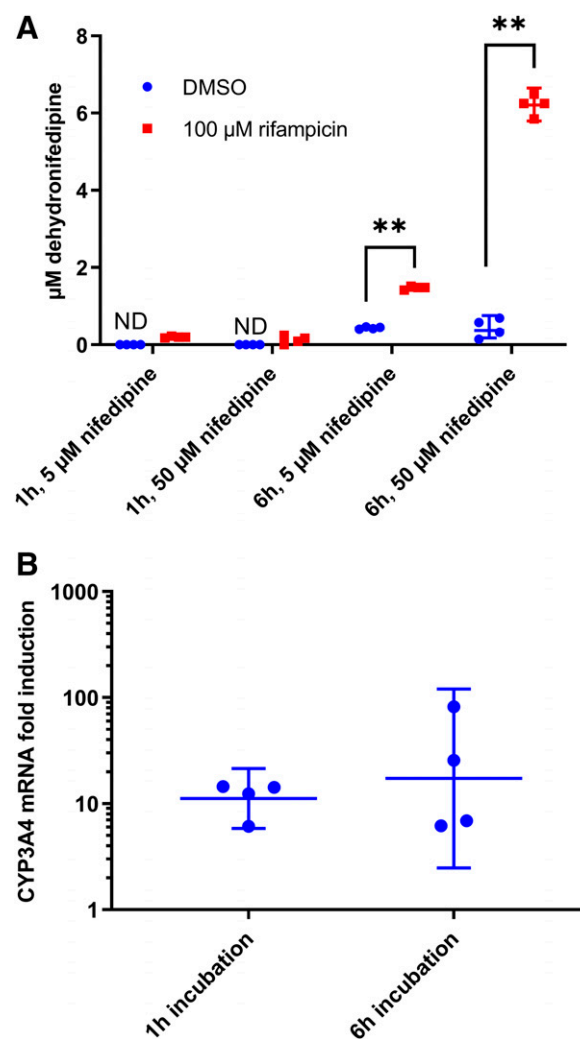 A
μM dehydronifedipine
8
6
4
2
0
DMSO
100 μM rifampicin
ND
ND
**
**
1h, 5 μM nifedipine
1h, 50 μM nifedipine
6h, 5 μM nifedipine
6h, 50 μM nifedipine
B
CYP3A4 mRNA fold induction
1000
100
10
1
1h incubation
6h incubation